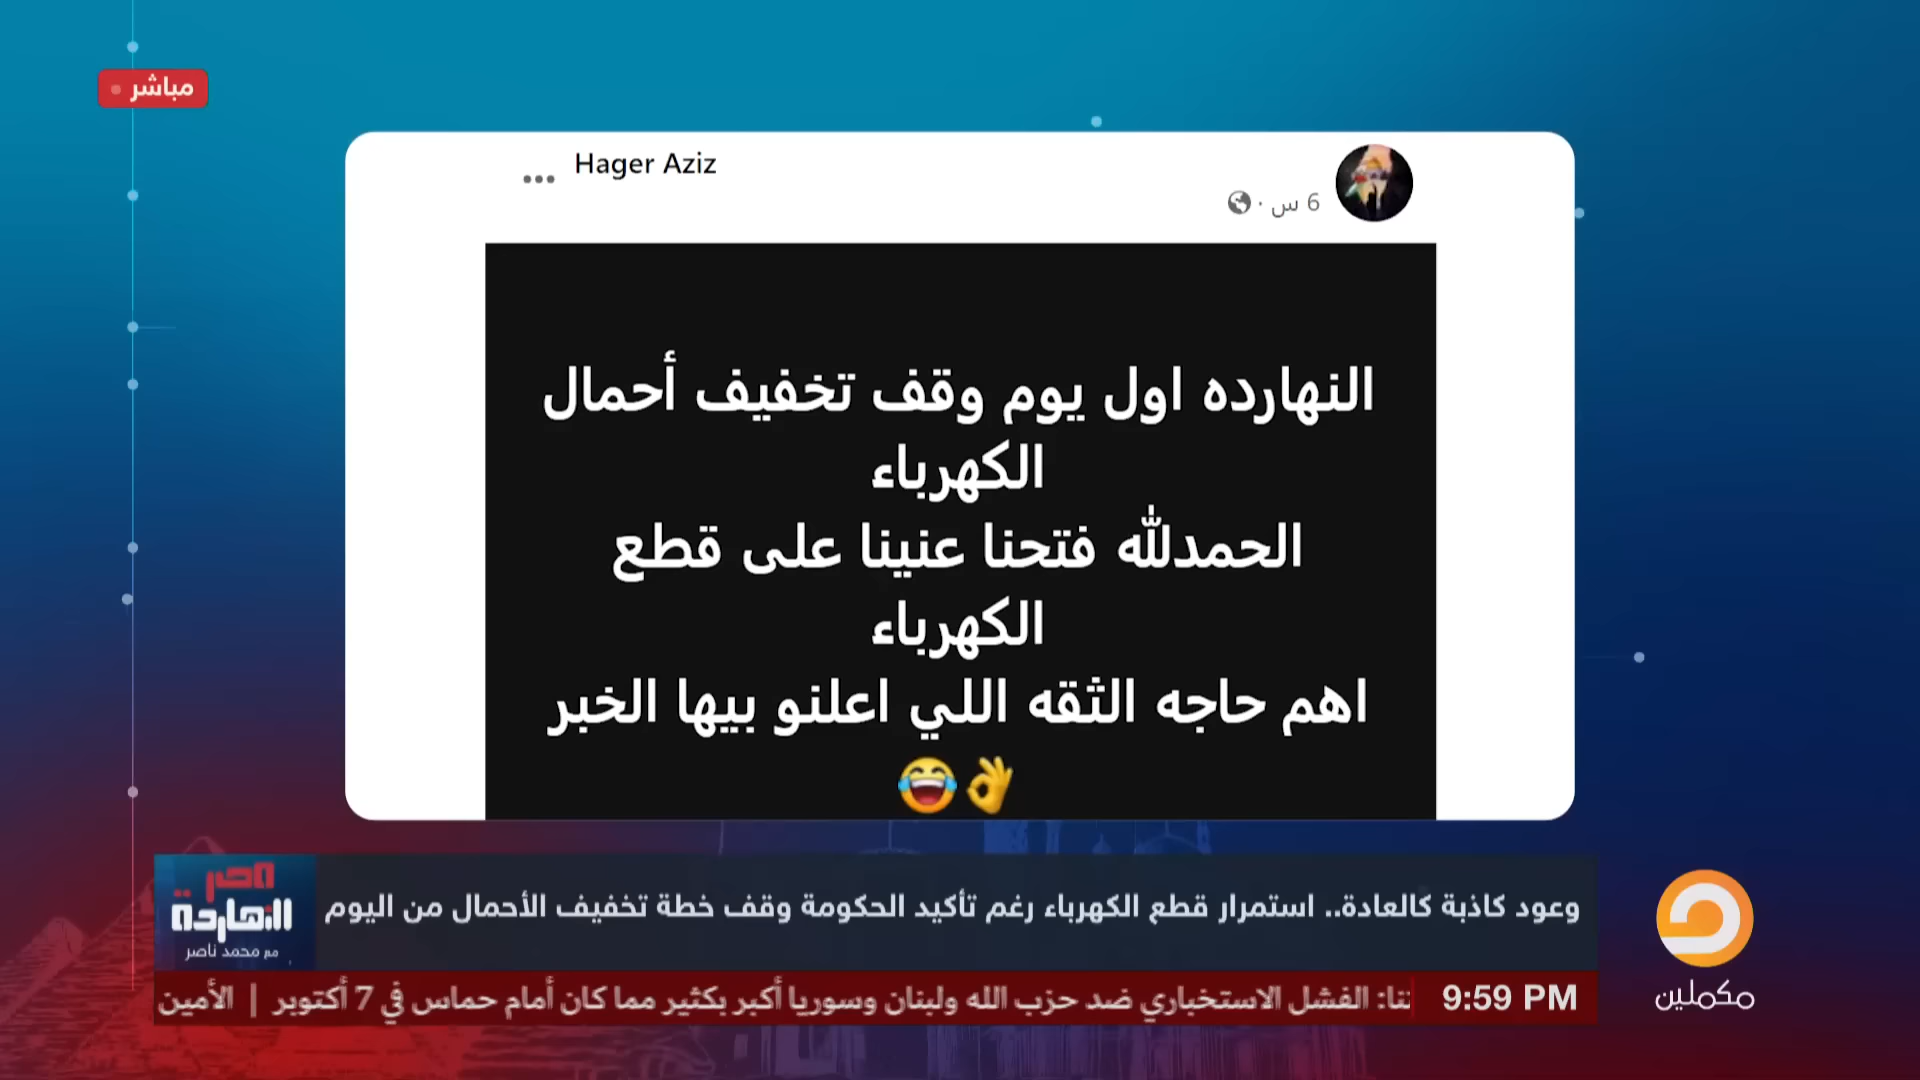 مباشر
Hager Aziz
6 س ·
النهارده اول يوم وقف تخفيف أحمال
الكهرباء
الحمدلله فتحنا عنينا على قطع
الكهرباء
اهم حاجه الثقه اللي اعلنو بيها الخبر
😂👌
مصر
النهاردة
مع محمد ناصر
وعود كاذبة كالعادة.. استمرار قطع الكهرباء رغم تأكيد الحكومة وقف خطة تخفيف الأحمال من اليوم
الفشل الاستخباري ضد حزب الله ولبنان وسوريا أكبر بكثير مما كان أمام حماس في 7 أكتوبر | الأمين
9:59 PM
مكملين